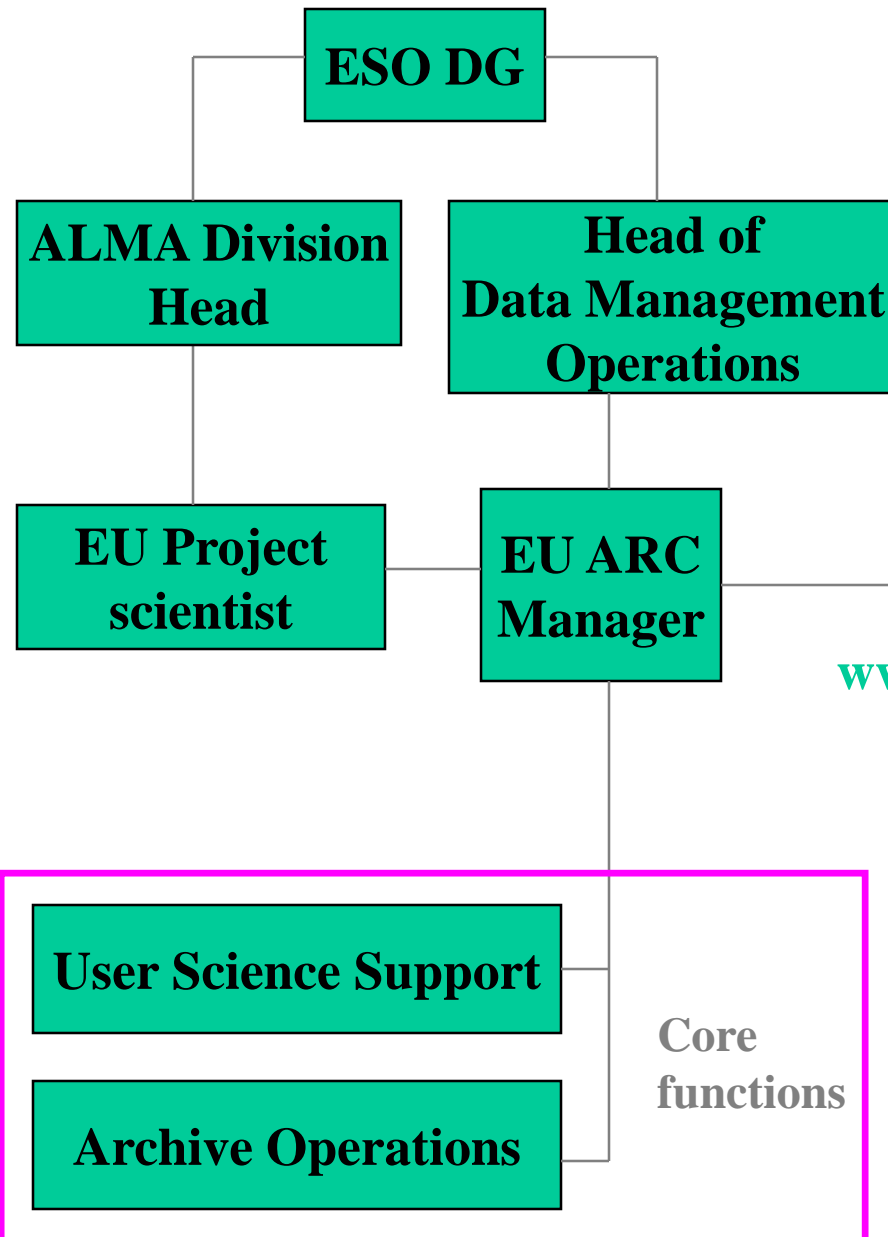 ESO DG
ALMA Division
Head
Head of
Data Management
Operations
EU Project
scientist
EU ARC
Manager
User Science Support
Core
functions
Archive Operations